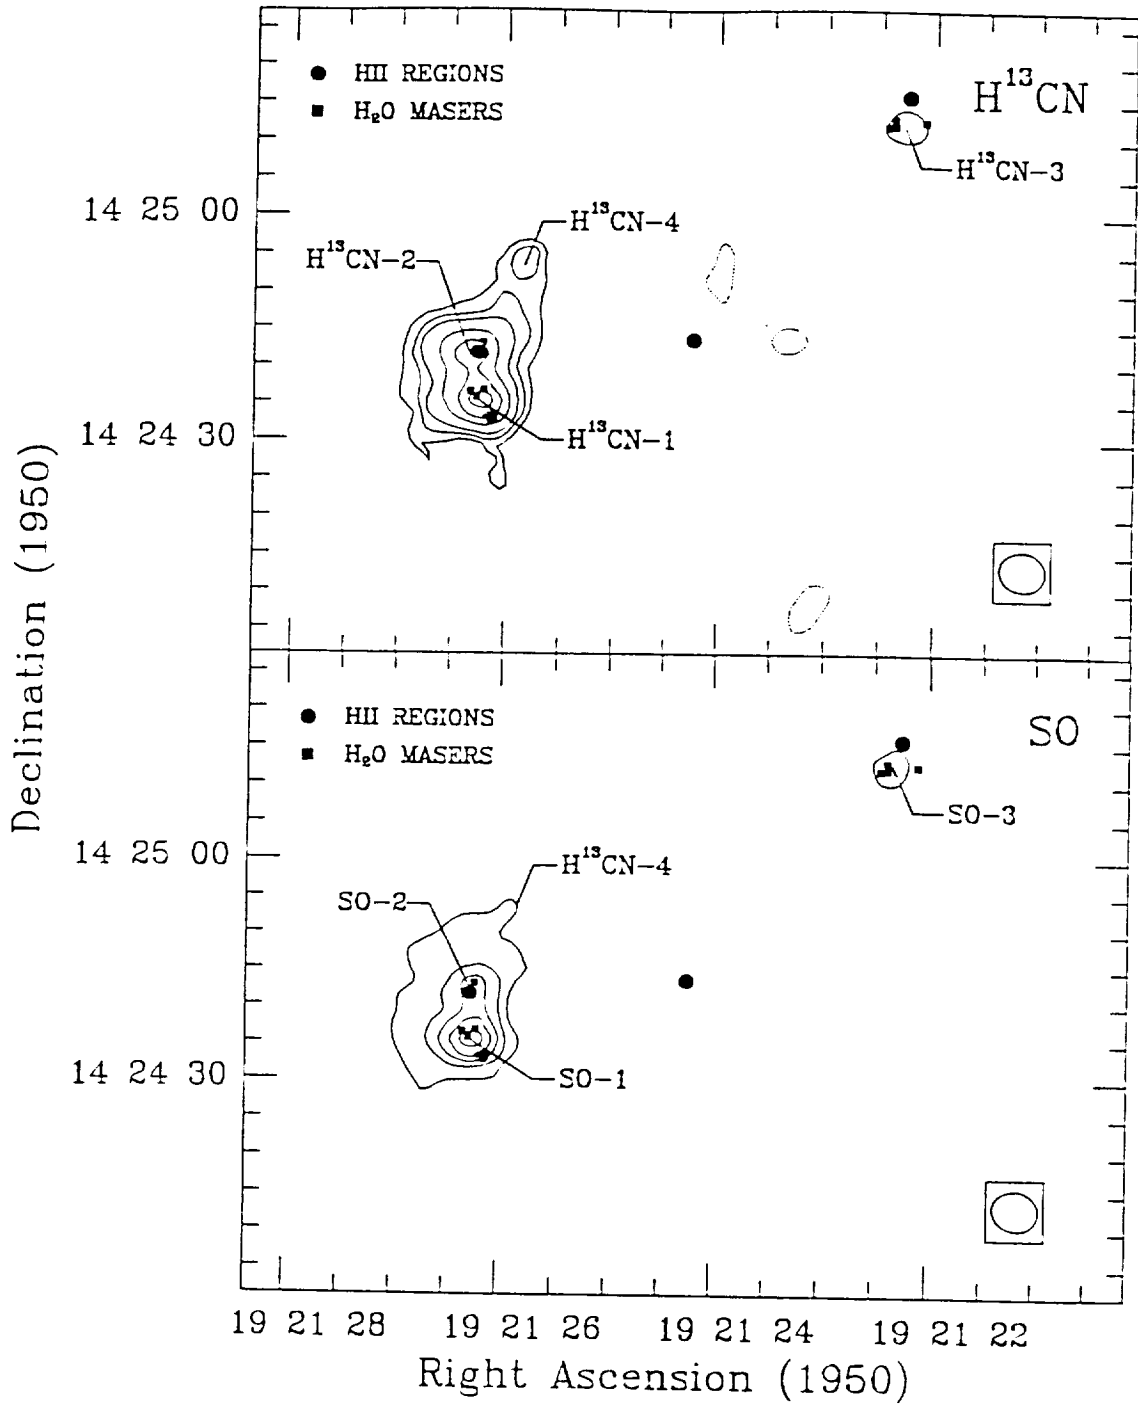 HII REGIONS
H₂O MASERS
H¹³CN
H¹³CN-3
14 25 00
H¹³CN-4
H¹³CN-2
14 24 30
H¹³CN-1
Declination (1950)
HII REGIONS
H₂O MASERS
SO
SO-3
14 25 00
H¹³CN-4
SO-2
14 24 30
SO-1
19 21 28 19 21 26 19 21 24 19 21 22
Right Ascension (1950)